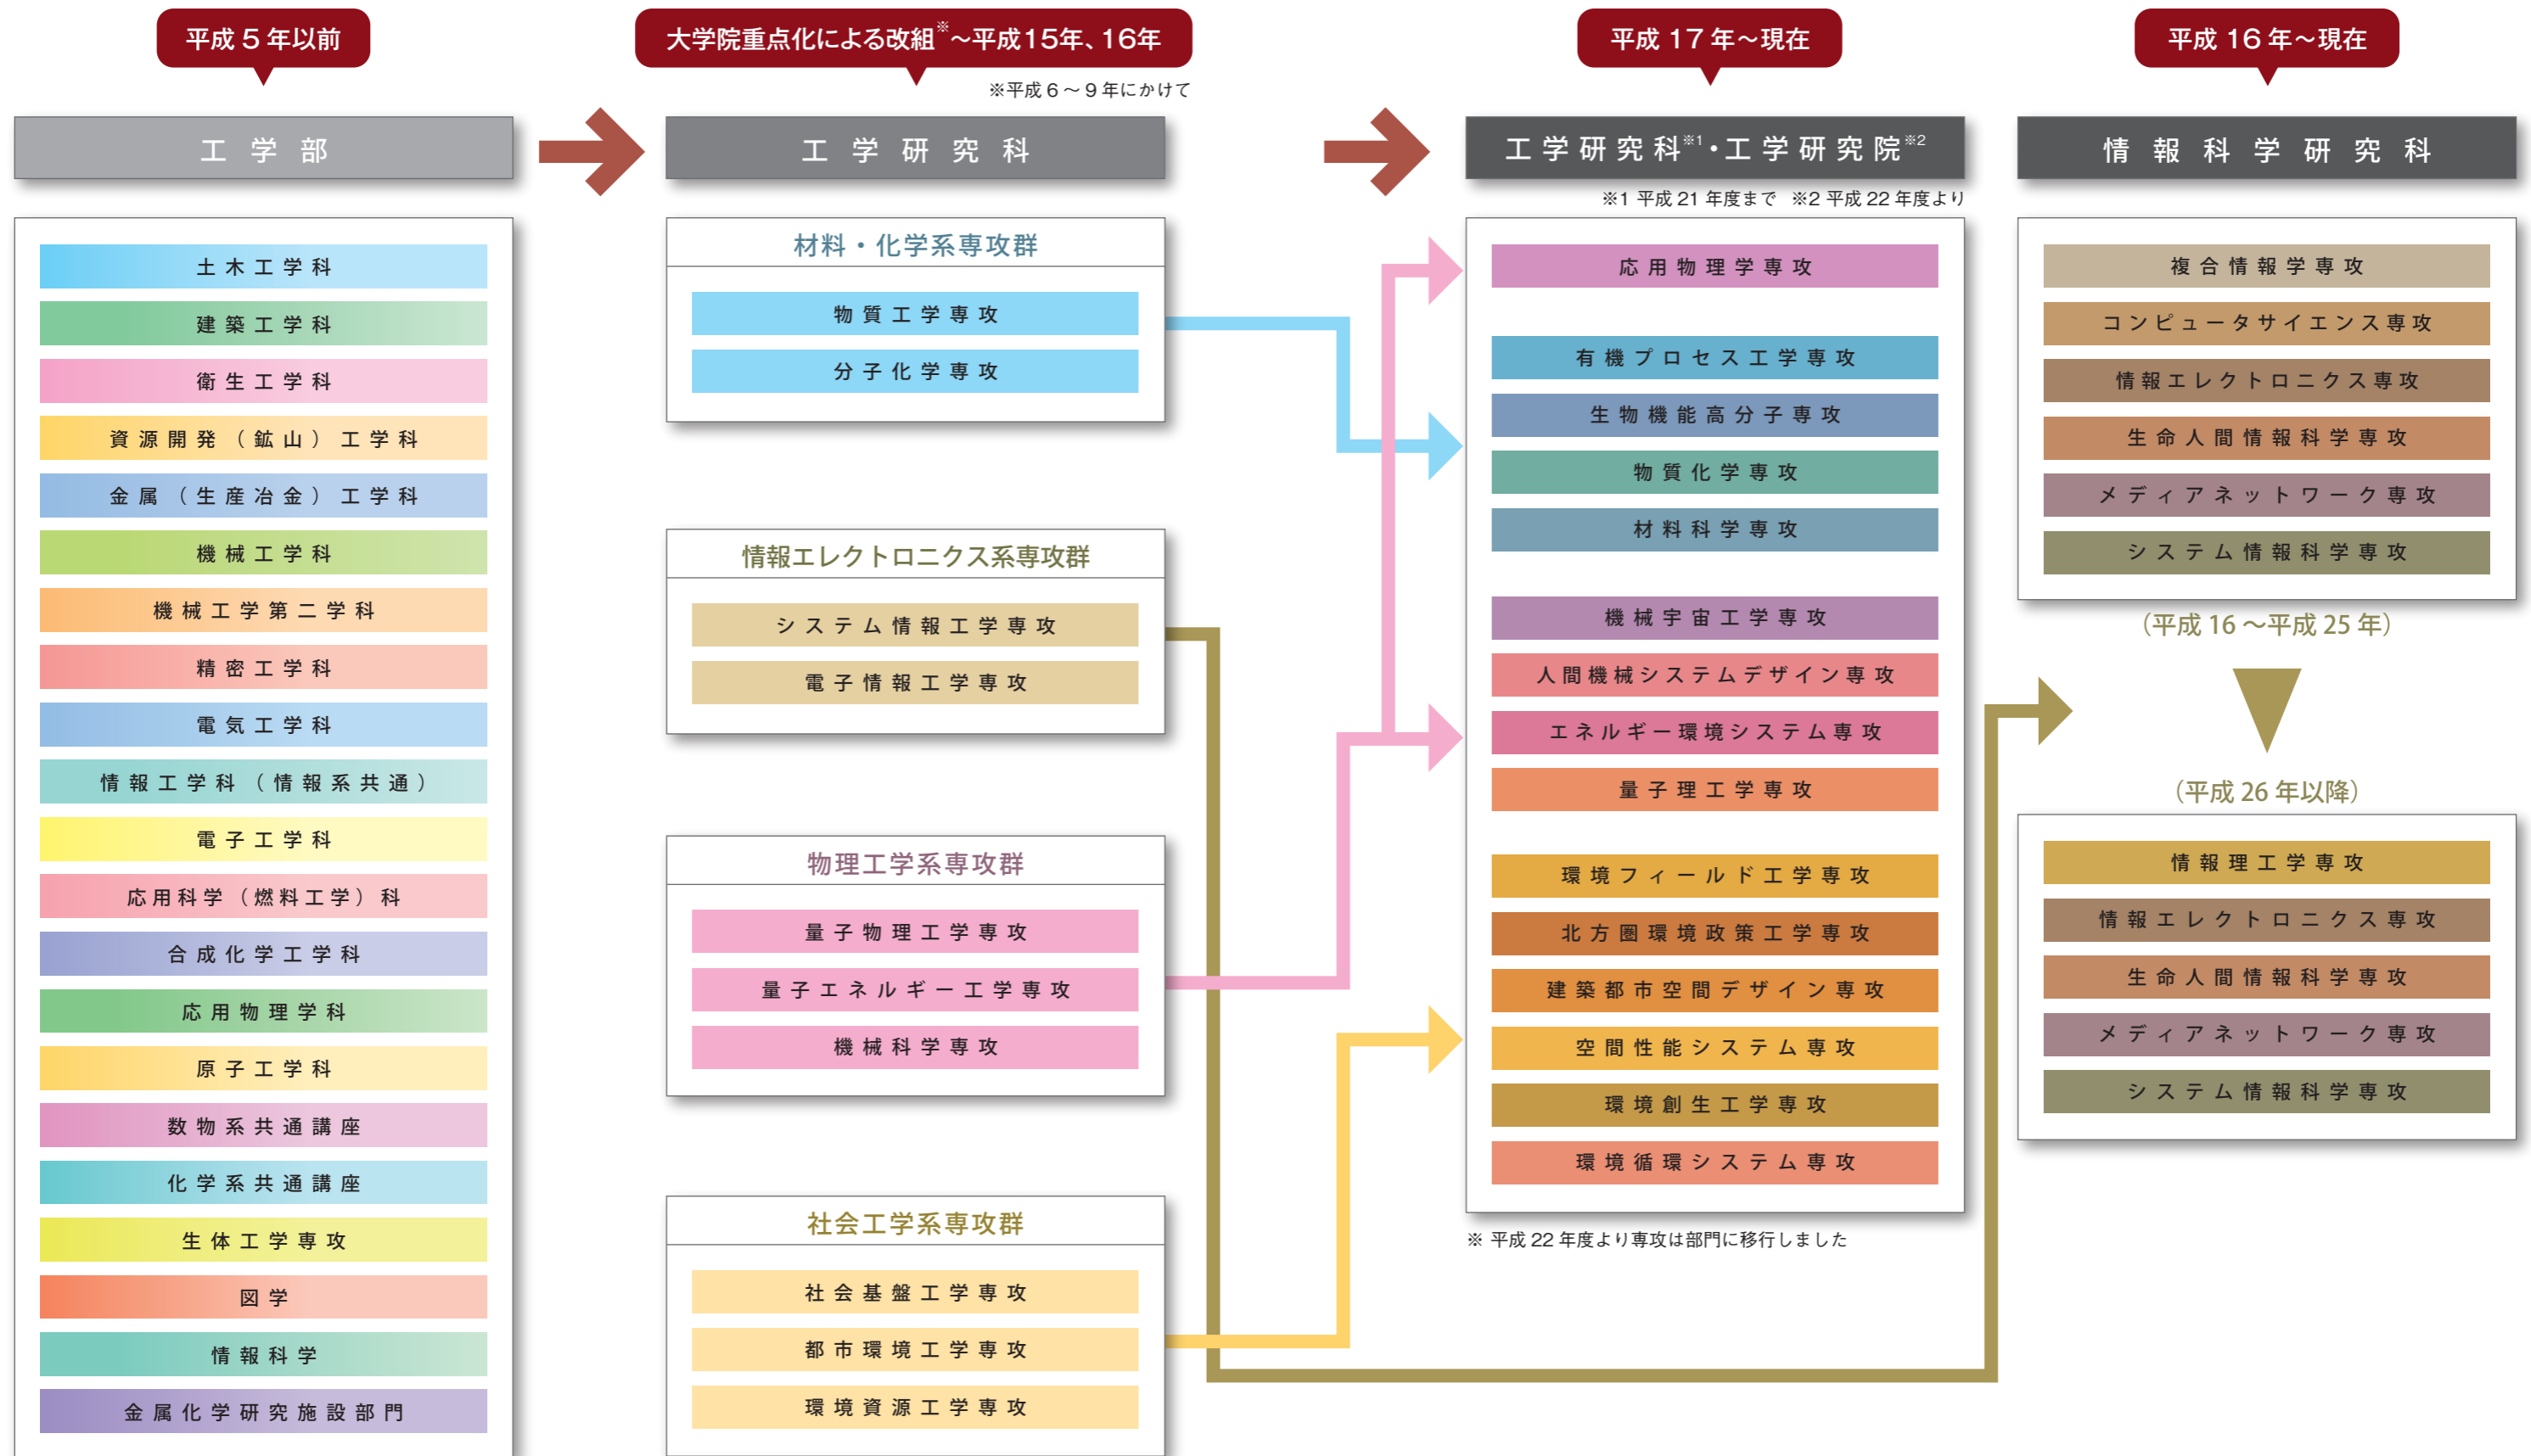 平成 5 年以前
工学部
土木工学科
建築工学科
衛生工学科
資源開発（鉱山）工学科
金属（生産冶金）工学科
機械工学科
機械工学第二学科
精密工学科
電気工学科
情報工学科（情報系共通）
電子工学科
応用科学（燃料工学）科
合成化学工学科
応用物理学科
原子工学科
数物系共通講座
化学系共通講座
生体工学専攻
図学
情報科学
金属化学研究施設部門
大学院重点化による改組※～平成15年、16年
※平成 6 ～ 9 年にかけて
工学研究科
材料・化学系専攻群
物質工学専攻
分子化学専攻
情報エレクトロニクス系専攻群
システム情報工学専攻
電子情報工学専攻
物理工学系専攻群
量子物理工学専攻
量子エネルギー工学専攻
機械科学専攻
社会工学系専攻群
社会基盤工学専攻
都市環境工学専攻
環境資源工学専攻
平成 17 年～現在
工学研究科※1・工学研究院※2
※1 平成 21 年度まで ※2 平成 22 年度より
応用物理学専攻
有機プロセス工学専攻
生物機能高分子専攻
物質化学専攻
材料科学専攻
機械宇宙工学専攻
人間機械システムデザイン専攻
エネルギー環境システム専攻
量子理工学専攻
環境フィールド工学専攻
北方圏環境政策工学専攻
建築都市空間デザイン専攻
空間性能システム専攻
環境創生工学専攻
環境循環システム専攻
※ 平成 22 年度より専攻は部門に移行しました
平成 16 年～現在
情報科学研究科
複合情報学専攻
コンピュータサイエンス専攻
情報エレクトロニクス専攻
生命人間情報科学専攻
メディアネットワーク専攻
システム情報科学専攻
（平成 16 ～平成 25 年）
（平成 26 年以降）
情報理工学専攻
情報エレクトロニクス専攻
生命人間情報科学専攻
メディアネットワーク専攻
システム情報科学専攻